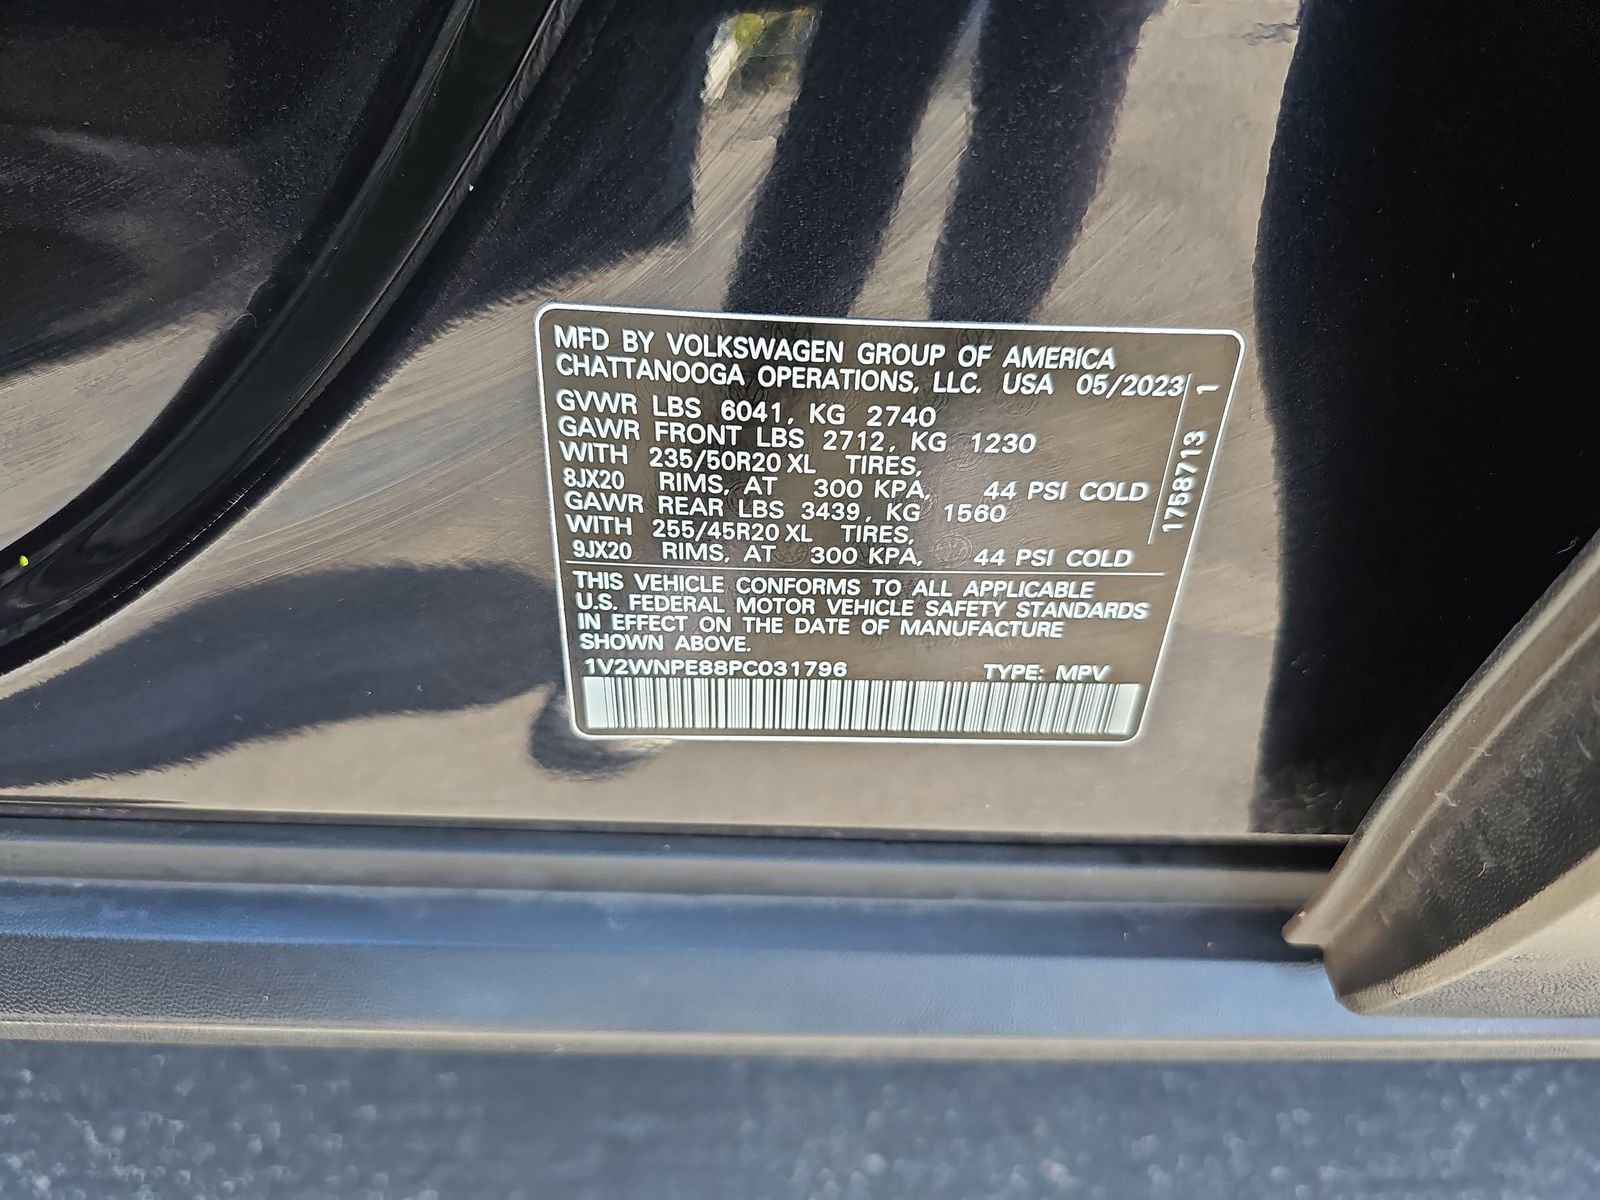 MFD BY VOLKSWAGEN GROUP OF AMERICA
CHATTANOOGA OPERATIONS, LLC. USA 05/2023
GVWR LBS 6041, KG 2740
GAWR FRONT LBS 2712, KG 1230
WITH 235/50R20 XL TIRES,
8JX20 RIMS, AT 300 KPA, 44 PSI COLD
GAWR REAR LBS 3439, KG 1560
WITH 255/45R20 XL TIRES,
9JX20 RIMS, AT 300 KPA, 44 PSI COLD
1758713 1
THIS VEHICLE CONFORMS TO ALL APPLICABLE
U.S. FEDERAL MOTOR VEHICLE SAFETY STANDARDS
IN EFFECT ON THE DATE OF MANUFACTURE
SHOWN ABOVE.
1V2WNPE88PC031796 TYPE: MPV